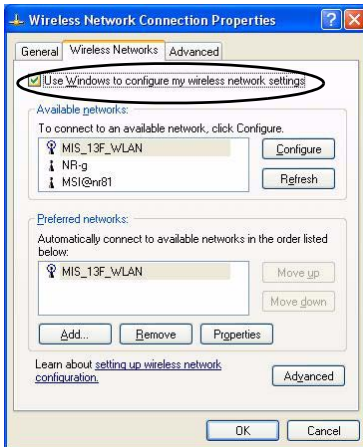 Wireless Network Connection Properties
General Wireless Networks Advanced
Use Windows to configure my wireless network settings
Available networks:
To connect to an available network, click Configure.
MIS_13F_WLAN
NR-g
MSI@nr81
Configure
Refresh
Preferred networks:
Automatically connect to available networks in the order listed
below:
MIS_13F_WLAN
Move up
Move down
Add... Remove Properties
Learn about setting up wireless network
configuration.
Advanced
OK Cancel